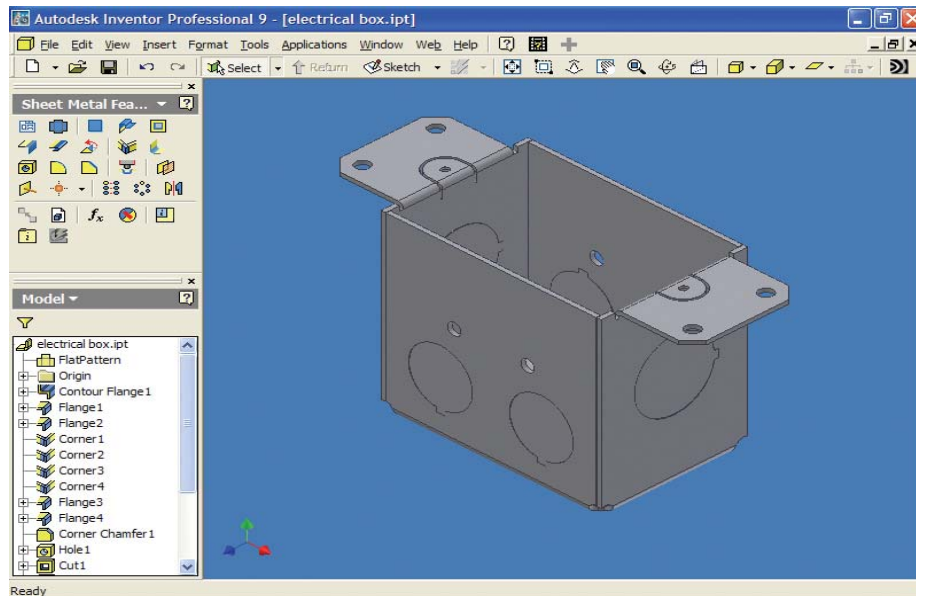 Autodesk Inventor Professional 9 - [electrical box.ipt]
File Edit View Insert Format Tools Applications Window Web Help
Select Return Sketch
Sheet Metal Fea...
fx
Model
electrical box.ipt
FlatPattern
Origin
Contour Flange1
Flange1
Flange2
Corner1
Corner2
Corner3
Corner4
Flange3
Flange4
Corner Chamfer1
Hole1
Cut1
Ready